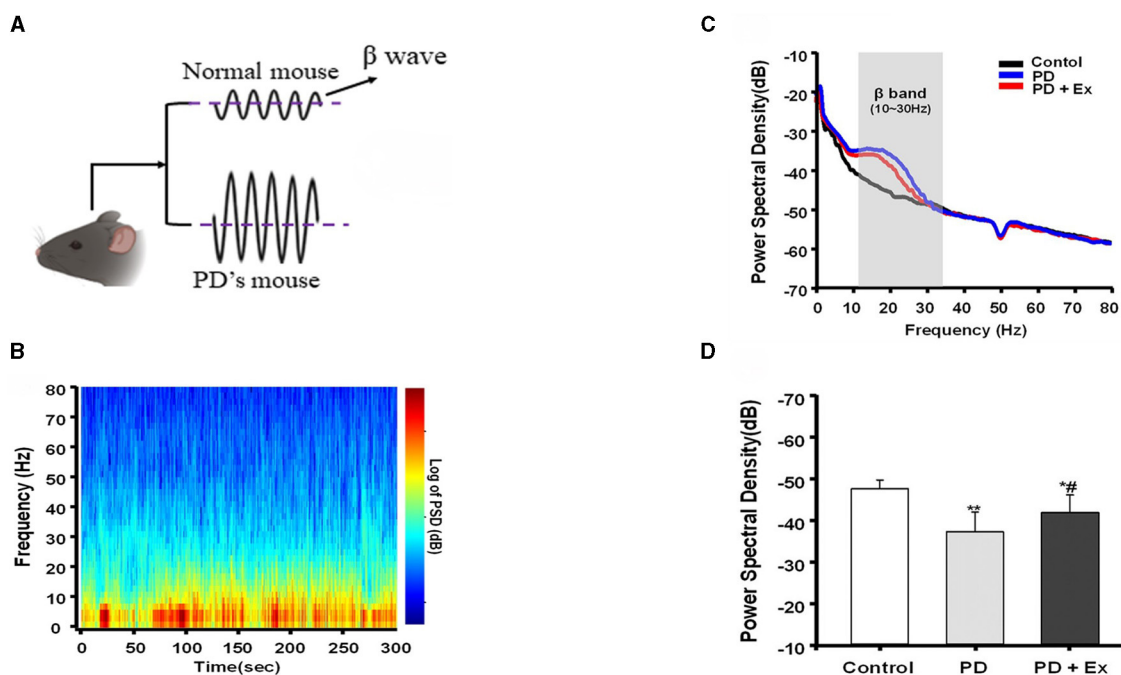 A
Normal mouse
β wave
PD's mouse
B
80
70
60
50
40
30
20
10
0
Frequency (Hz)
0 50 100 150 200 250 300
Time(sec)
Log of PSD (dB)
C
-10
-20
-30
-40
-50
-60
-70
Power Spectral Density(dB)
β band
(10~30Hz)
Contol
PD
PD + Ex
0 10 20 30 40 50 60 70 80
Frequency (Hz)
D
-70
-60
-50
-40
-30
-20
-10
Power Spectral Density(dB)
**
*#
Control PD PD + Ex